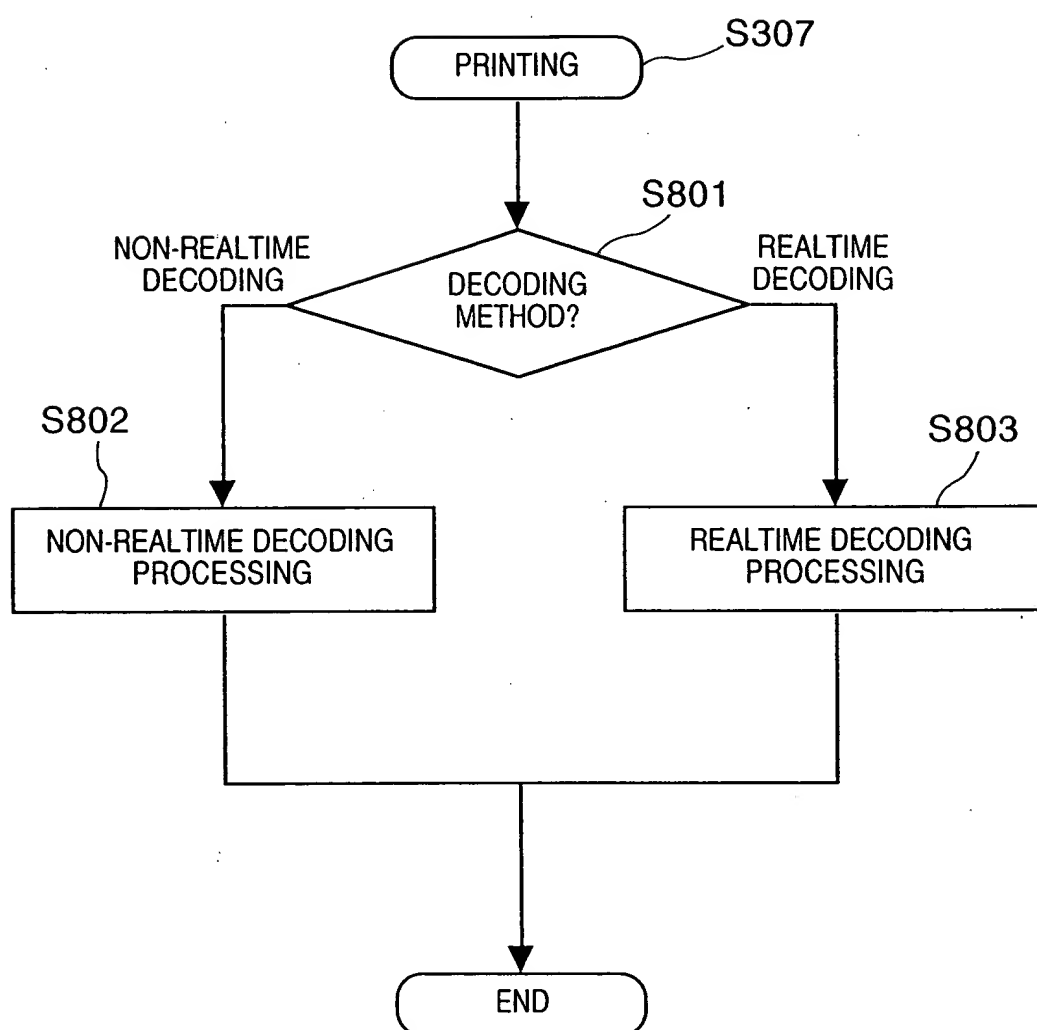 S307
PRINTING
S801
NON-REALTIME
DECODING
REALTIME
DECODING
DECODING
METHOD?
S802
S803
NON-REALTIME DECODING
PROCESSING
REALTIME DECODING
PROCESSING
END